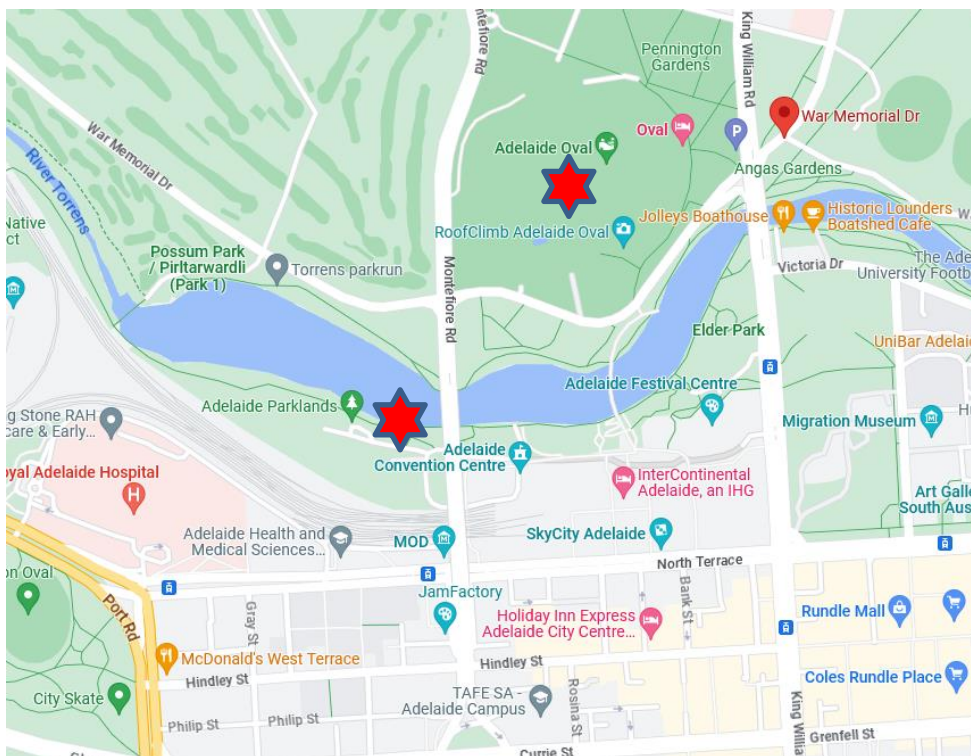 Montefiore Rd
King William Rd
Pennington
Gardens
War Memorial Dr
Oval
P
War Memorial Dr
Adelaide Oval
Angas Gardens
River Torrens
Native
Jolleys Boathouse
Historic Lounders
Boatshed Cafe
RoofClimb Adelaide Oval
Possum Park
/ Pirltarwardli
(Park 1)
Torrens parkrun
Victoria Dr
The Ade
University Footb
Montefiore Rd
Elder Park
UniBar Adelai
Adelaide Festival Centre
Adelaide Parklands
Migration Museum
g Stone RAH
care & Early...
Adelaide
Convention Centre
oyal Adelaide Hospital
H
InterContinental
Adelaide, an IHG
Art Galle
South Aus
Adelaide Health and
Medical Sciences...
MOD
SkyCity Adelaide
North Terrace
on Oval
JamFactory
Port Rd
Gray St
Bank St
Holiday Inn Express
Adelaide City Centre...
Rundle Mall
McDonald's West Terrace
Hindley St
Hindley St
Coles Rundle Place
City Skate
TAFE SA -
Adelaide Campus
Rosina St
King Willia
Philip St
Philip St
Grenfell St
Currie St